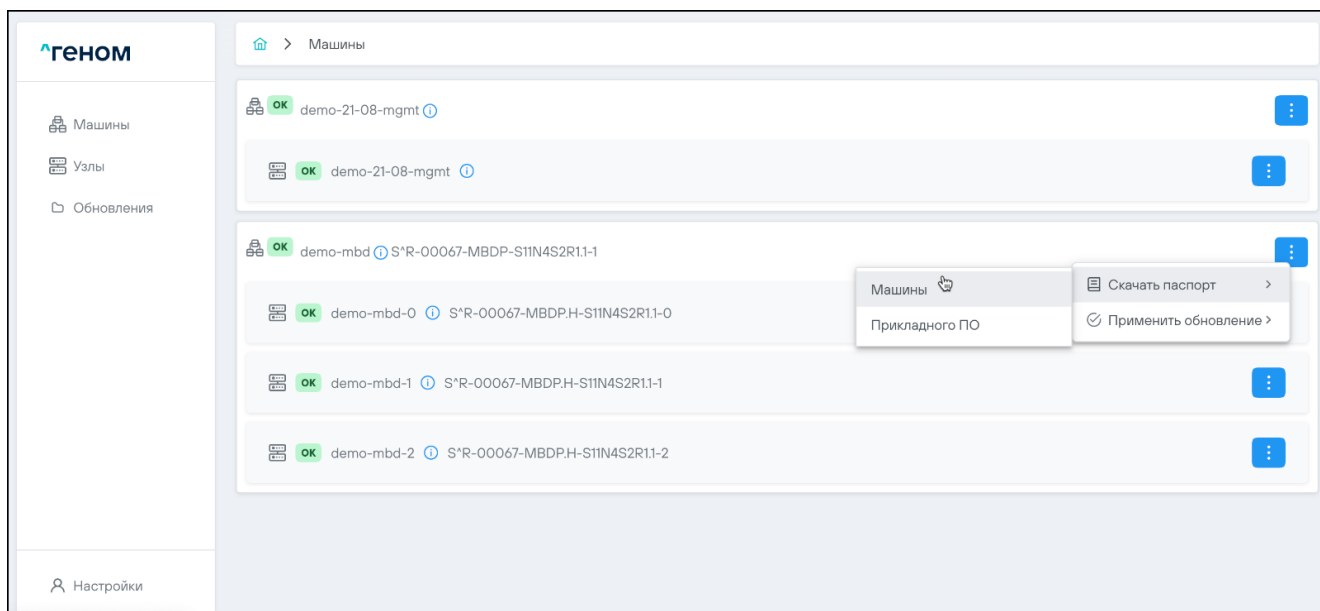 ^геном
Машины
Узлы
Обновления
Настройки
Машины
OK demo-21-08-mgmt
OK demo-21-08-mgmt
OK demo-mbd S^R-00067-MBDP-S11N4S2R1.1-1
Скачать паспорт
Применить обновление
Машины
Прикладного ПО
OK demo-mbd-0 S^R-00067-MBDP.H-S11N4S2R1.1-0
OK demo-mbd-1 S^R-00067-MBDP.H-S11N4S2R1.1-1
OK demo-mbd-2 S^R-00067-MBDP.H-S11N4S2R1.1-2